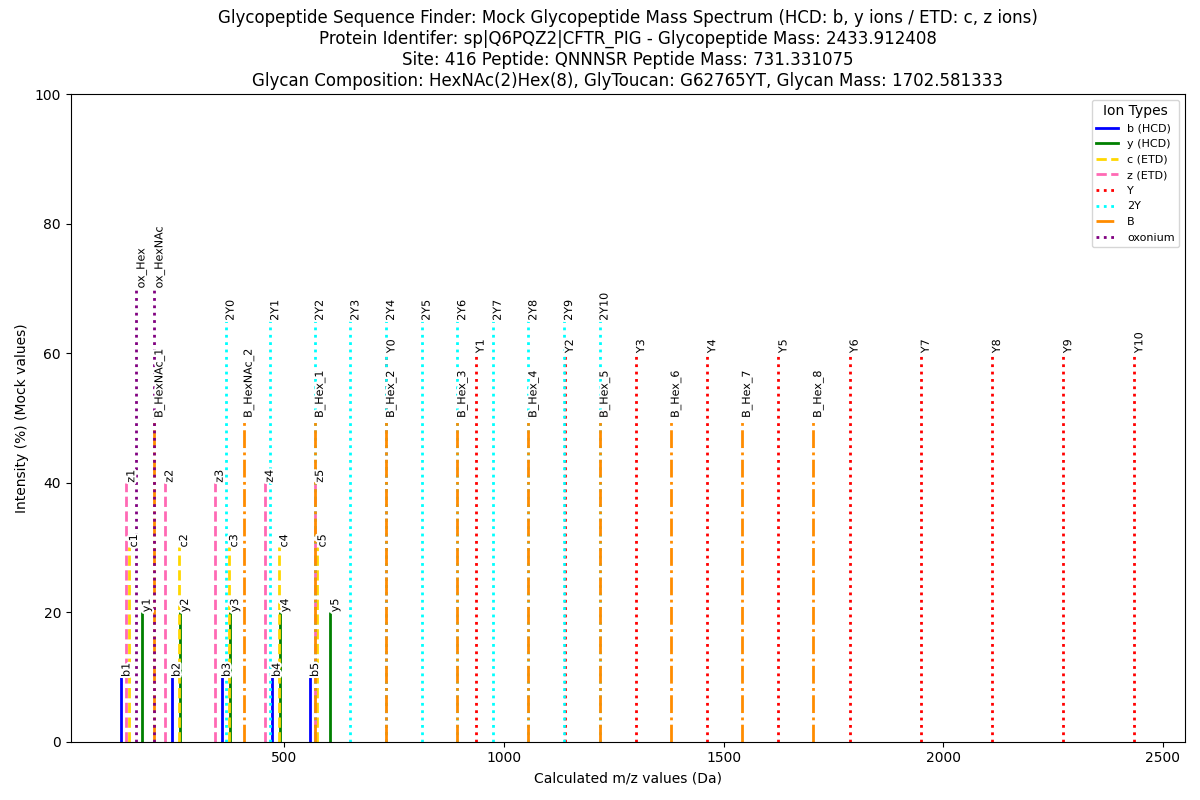 Glycopeptide Sequence Finder: Mock Glycopeptide Mass Spectrum (HCD: b, y ions / ETD: c, z ions)
Protein Identifer: sp|Q6PQZ2|CFTR_PIG - Glycopeptide Mass: 2433.912408
Site: 416 Peptide: QNNNSR Peptide Mass: 731.331075
Glycan Composition: HexNAc(2)Hex(8), GlyToucan: G62765YT, Glycan Mass: 1702.581333
Ion Types
b (HCD)
y (HCD)
c (ETD)
z (ETD)
Y
2Y
B
oxonium
ox_Hex
ox_HexNAc
2Y0
2Y1
2Y2
2Y3
2Y4
2Y5
2Y6
2Y7
2Y8
2Y9
2Y10
Y0
Y1
Y2
Y3
Y4
Y5
Y6
Y7
Y8
Y9
Y10
B_HexNAc_1
B_HexNAc_2
B_Hex_1
B_Hex_2
B_Hex_3
B_Hex_4
B_Hex_5
B_Hex_6
B_Hex_7
B_Hex_8
z1
z2
z3
z4
z5
c1
c2
c3
c4
c5
y1
y2
y3
y4
y5
b1
b2
b3
b4
b5
100
80
60
40
20
0
Intensity (%) (Mock values)
500
1000
1500
2000
2500
Calculated m/z values (Da)